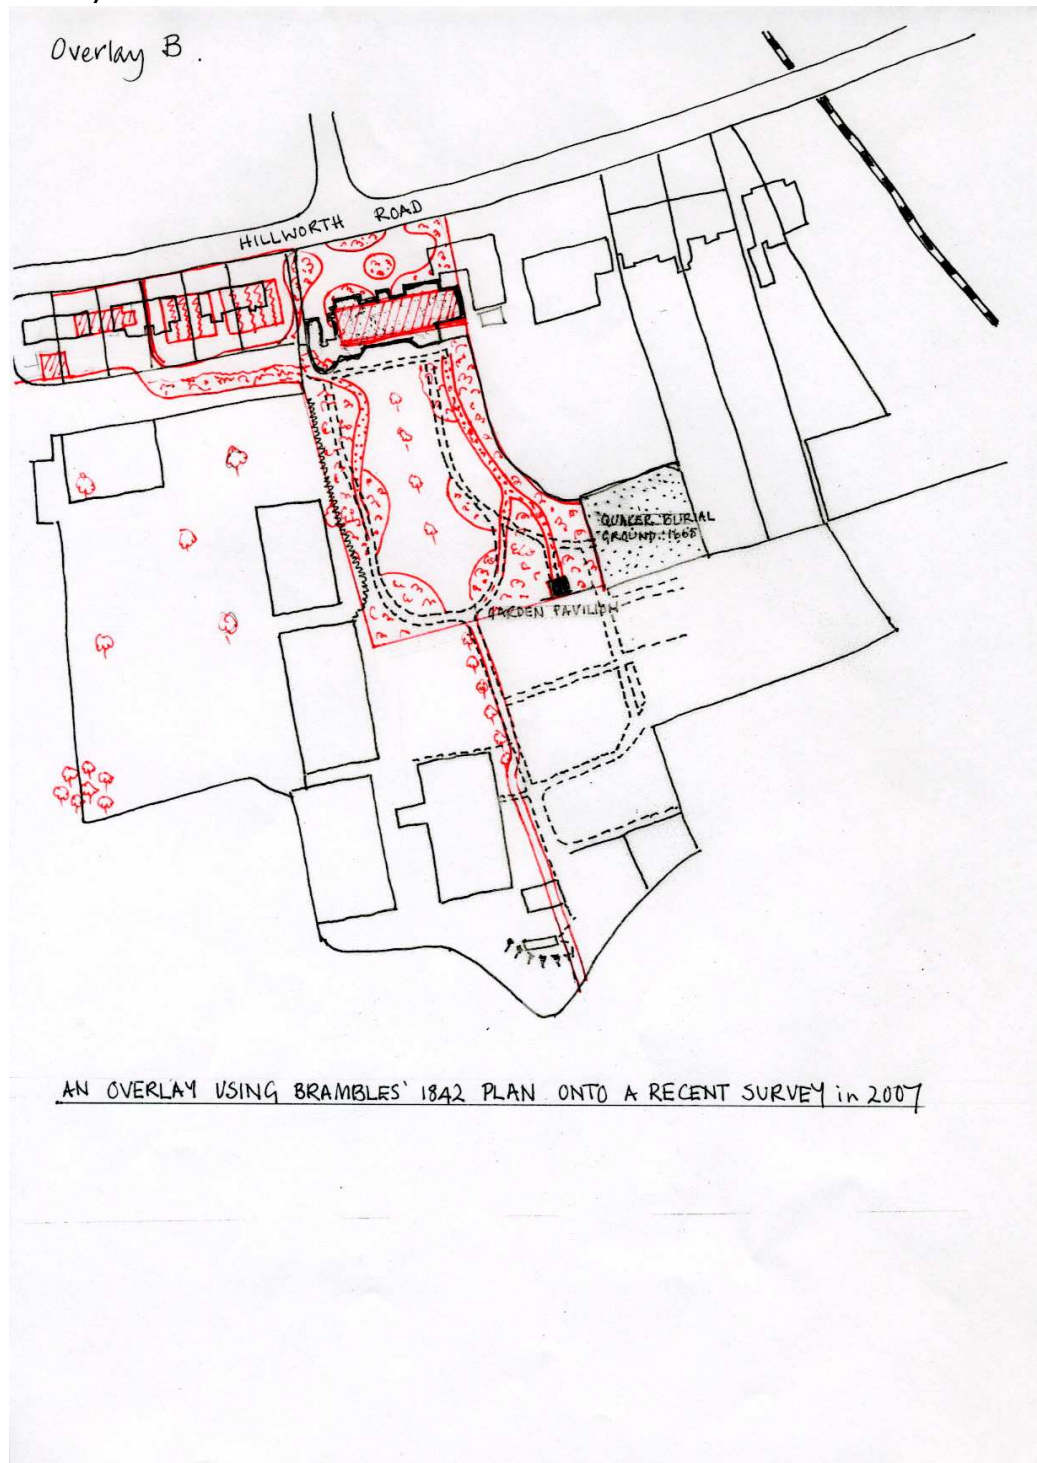 Overlay B.
HILLWORTH ROAD
QUAKER BURIAL
GROUND. 1665
GARDEN PAVILION
AN OVERLAY USING BRAMBLES' 1842 PLAN ONTO A RECENT SURVEY in 2007